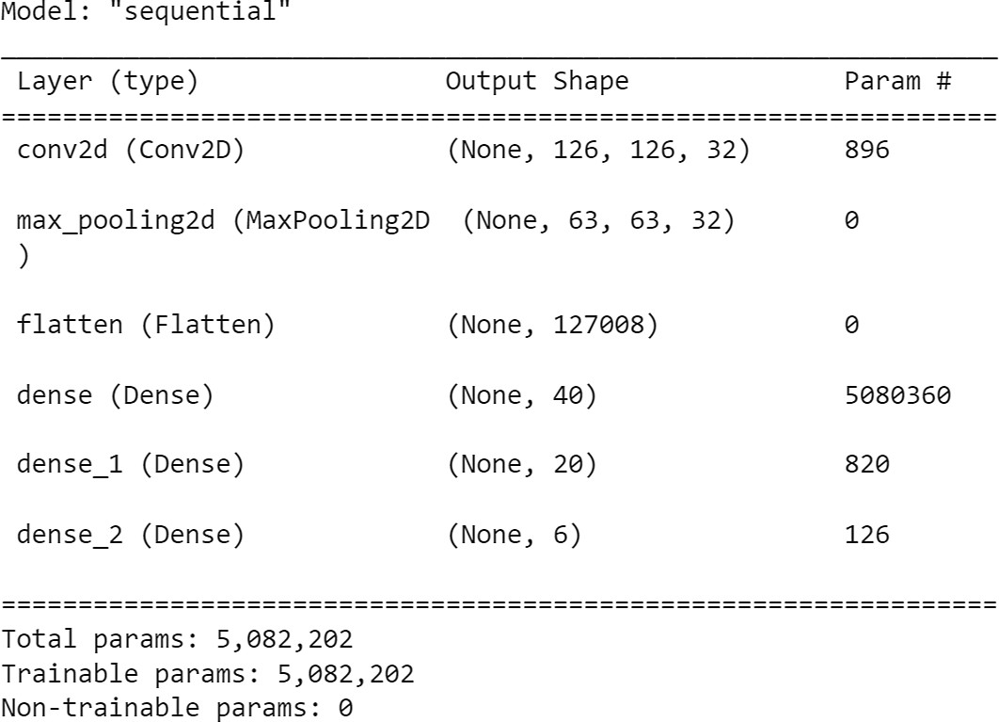 Model: "sequential"
_________________________________________________________________
Layer (type) Output Shape Param #
=================================================================
conv2d (Conv2D) (None, 126, 126, 32) 896
max_pooling2d (MaxPooling2D (None, 63, 63, 32) 0
)
flatten (Flatten) (None, 127008) 0
dense (Dense) (None, 40) 5080360
dense_1 (Dense) (None, 20) 820
dense_2 (Dense) (None, 6) 126
=================================================================
Total params: 5,082,202
Trainable params: 5,082,202
Non-trainable params: 0